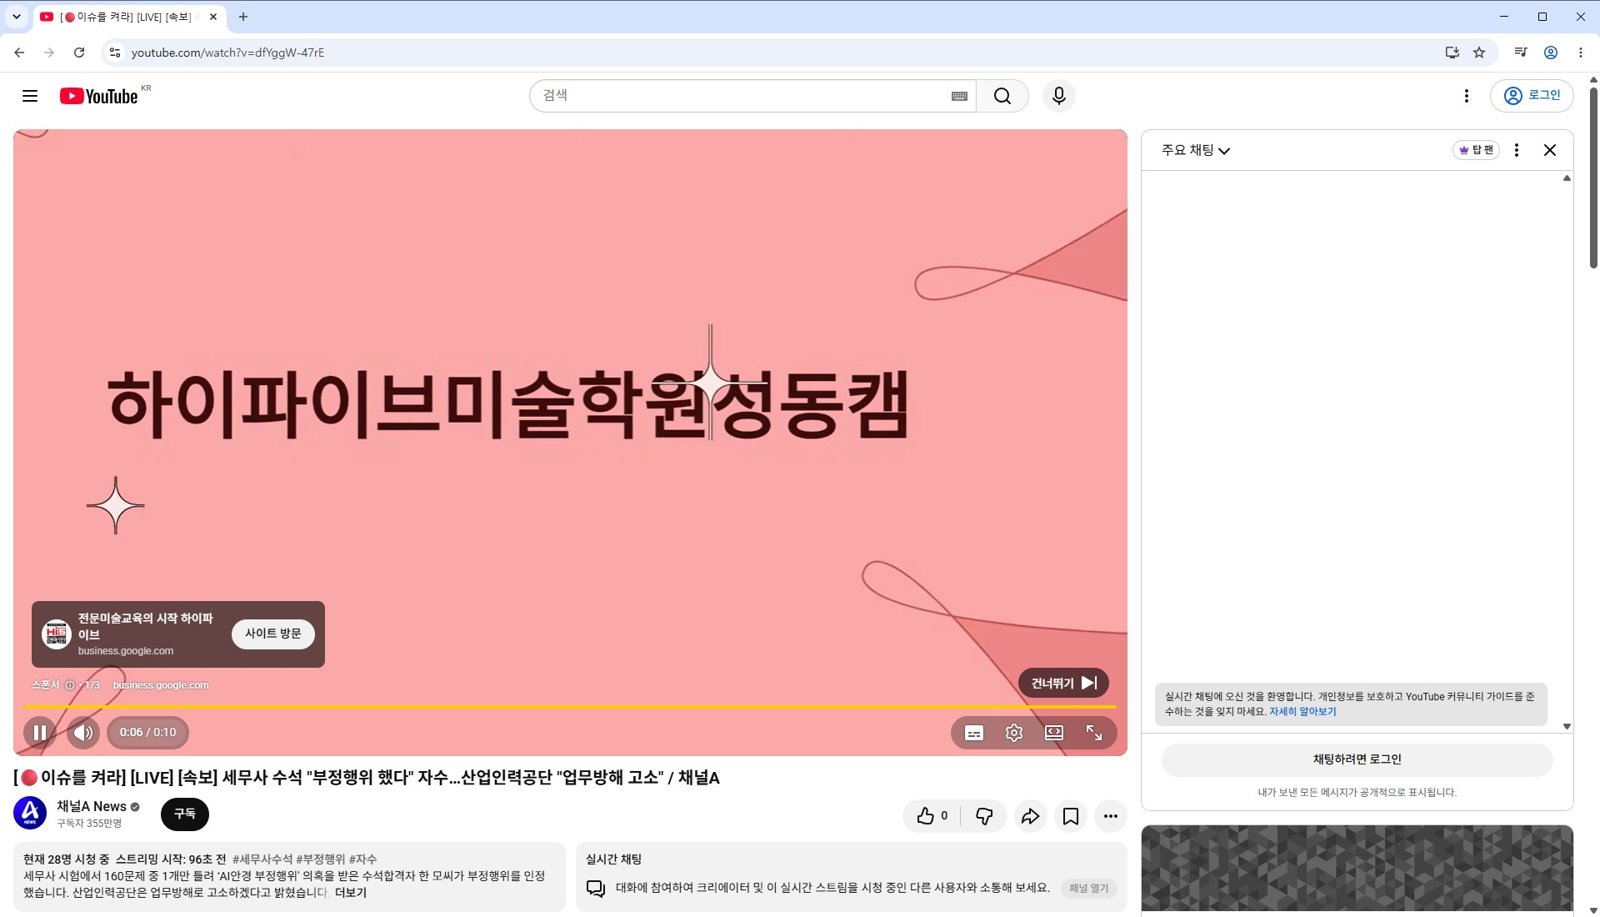 [🔴이슈를 켜라] [LIVE] [속보]
youtube.com/watch?v=dfYggW-47rE
YouTube KR
검색
로그인
하이파이브미술학원성동캠
전문미술교육의 시작 하이파
이브
business.google.com
사이트 방문
스폰서 · 1/3 business.google.com
건너뛰기
0:06 / 0:10
[🔴이슈를 켜라] [LIVE] [속보] 세무사 수석 "부정행위 했다" 자수...산업인력공단 "업무방해 고소" / 채널A
채널A News
구독자 355만명
구독
0
현재 28명 시청 중 스트리밍 시작: 96초 전 #세무사수석 #부정행위 #자수
세무사 시험에서 160문제 중 1개만 틀려 'AI안경 부정행위' 의혹을 받은 수석합격자 한 모씨가 부정행위를 인정
했습니다. 산업인력공단은 업무방해로 고소하겠다고 밝혔습니다. 더보기
실시간 채팅
대화에 참여하여 크리에이터 및 이 실시간 스트림을 시청 중인 다른 사용자와 소통해 보세요.
패널 열기
주요 채팅
탑 팬
실시간 채팅에 오신 것을 환영합니다. 개인정보를 보호하고 YouTube 커뮤니티 가이드를 준
수하는 것을 잊지 마세요. 자세히 알아보기
채팅하려면 로그인
내가 보낸 모든 메시지가 공개적으로 표시됩니다.